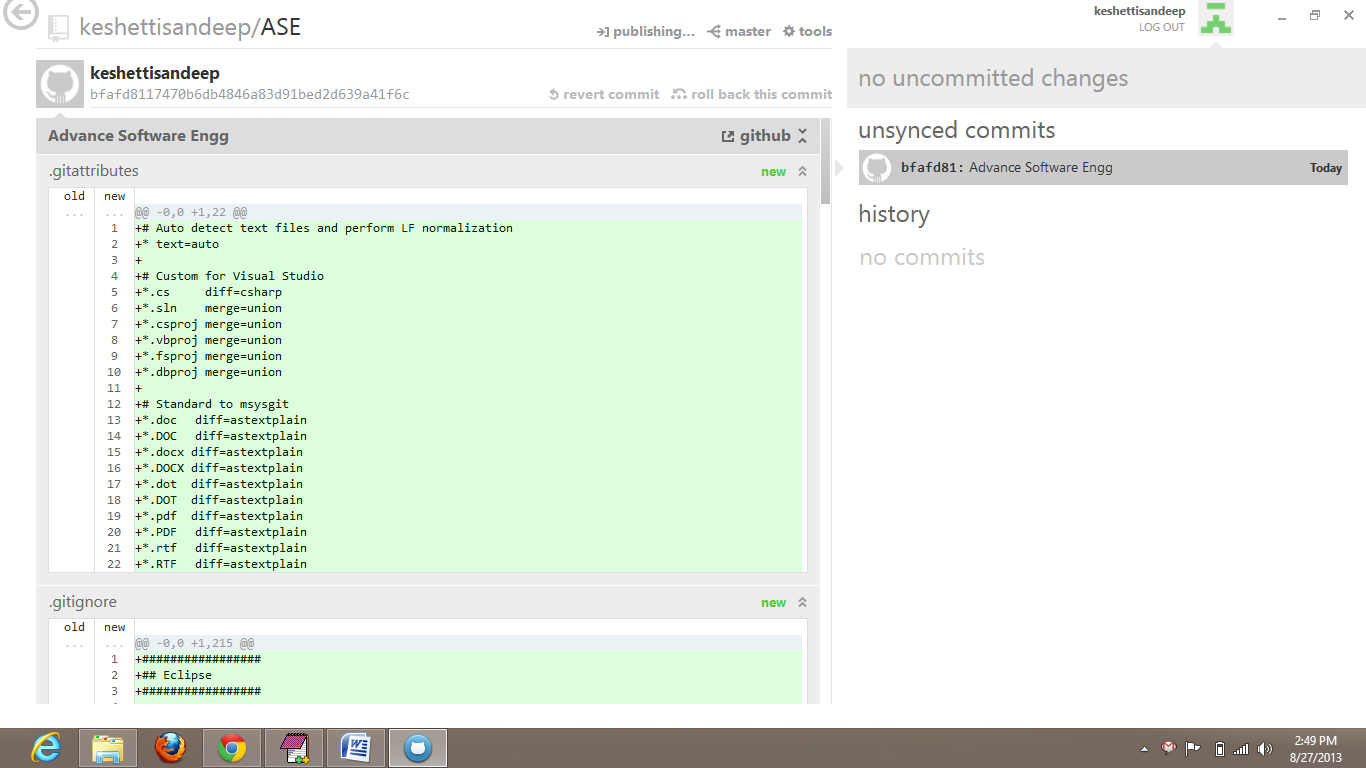 keshettisandeep/ASE
publishing... master tools
keshettisandeep
LOG OUT
keshettisandeep
bfafd8117470b6db4846a83d91bed2d639a41f6c
revert commit roll back this commit
Advance Software Engg
github
.gitattributes
new
old new
... ... @@ -0,0 +1,22 @@
1 +# Auto detect text files and perform LF normalization
2 +* text=auto
3 +
4 +# Custom for Visual Studio
5 +*.cs     diff=csharp
6 +*.sln    merge=union
7 +*.csproj merge=union
8 +*.vbproj merge=union
9 +*.fsproj merge=union
10 +*.dbproj merge=union
11 +
12 +# Standard to msysgit
13 +*.doc   diff=astextplain
14 +*.DOC   diff=astextplain
15 +*.docx diff=astextplain
16 +*.DOCX diff=astextplain
17 +*.dot  diff=astextplain
18 +*.DOT  diff=astextplain
19 +*.pdf  diff=astextplain
20 +*.PDF   diff=astextplain
21 +*.rtf   diff=astextplain
22 +*.RTF   diff=astextplain
.gitignore
new
old new
... ... @@ -0,0 +1,215 @@
1 +#################
2 +## Eclipse
3 +#################
no uncommitted changes
unsynced commits
bfafd81: Advance Software Engg Today
history
no commits
2:49 PM
8/27/2013